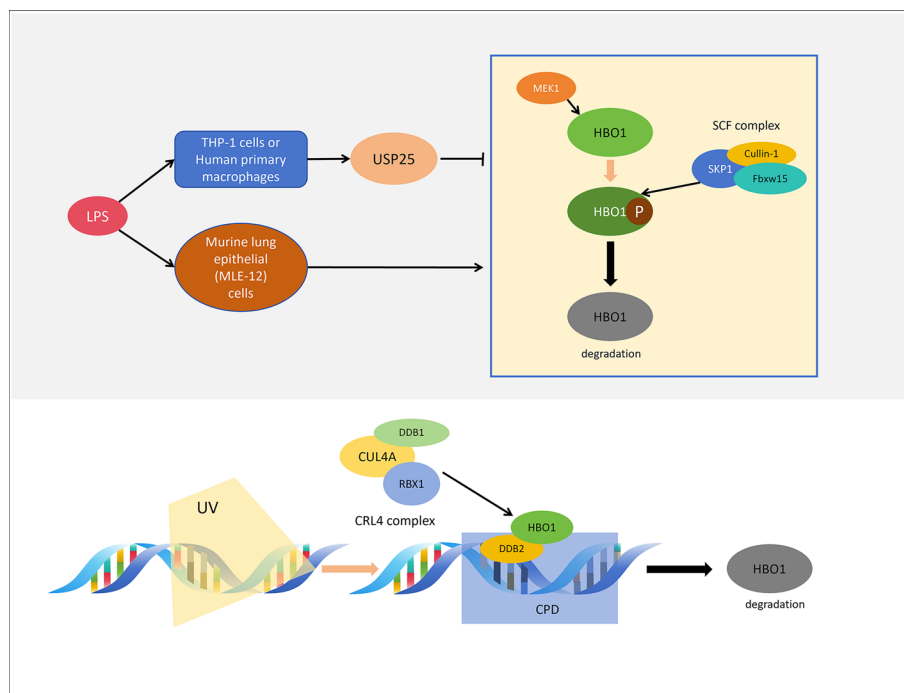 MEK1
HBO1
SCF complex
THP-1 cells or
Human primary
macrophages
USP25
Cullin-1
SKP1
Fbxw15
LPS
HBO1
P
Murine lung
epithelial
(MLE-12)
cells
HBO1
degradation
DDB1
CUL4A
RBX1
UV
CRL4 complex
HBO1
DDB2
HBO1
CPD
degradation